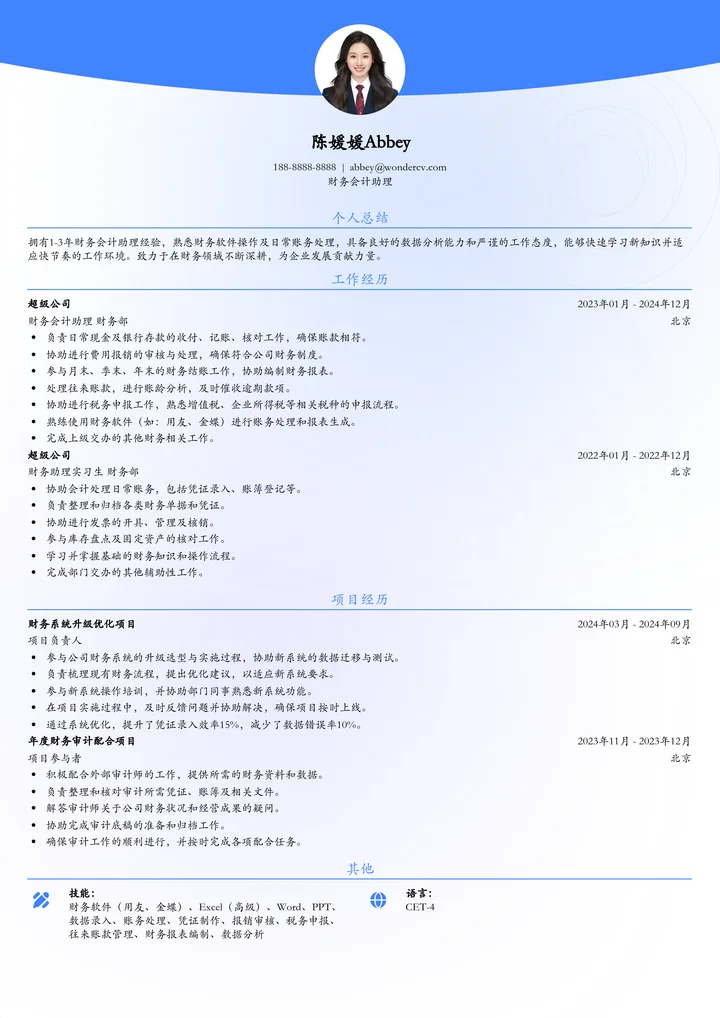 陈媛媛Abbey
188-8888-8888 | abbey@wondercv.com
财务会计助理
个人总结
拥有1-3年财务会计助理经验，熟悉财务软件操作及日常账务处理，具备良好的数据分析能力和严谨的工作态度，能够快速学习新知识并适
应快节奏的工作环境。致力于在财务领域不断深耕，为企业发展贡献力量。
工作经历
超级公司 2023年01月 - 2024年12月
财务会计助理 财务部 北京
• 负责日常现金及银行存款的收付、记账、核对工作，确保账款相符。
• 协助进行费用报销的审核与处理，确保符合公司财务制度。
• 参与月末、季末、年末的财务结账工作，协助编制财务报表。
• 处理往来账款，进行账龄分析，及时催收逾期款项。
• 协助进行税务申报工作，熟悉增值税、企业所得税等相关税种的申报流程。
• 熟练使用财务软件（如：用友、金蝶）进行账务处理和报表生成。
• 完成上级交办的其他财务相关工作。
超级公司 2022年01月 - 2022年12月
财务助理实习生 财务部 北京
• 协助会计处理日常账务，包括凭证录入、账簿登记等。
• 负责整理和归档各类财务单据和凭证。
• 协助进行发票的开具、管理及核销。
• 参与库存盘点及固定资产的核对工作。
• 学习并掌握基础的财务知识和操作流程。
• 完成部门交办的其他辅助性工作。
项目经历
财务系统升级优化项目 2024年03月 - 2024年09月
项目负责人 北京
• 参与公司财务系统的升级选型与实施过程，协助新系统的数据迁移与测试。
• 负责梳理现有财务流程，提出优化建议，以适应新系统要求。
• 参与新系统操作培训，并协助部门同事熟悉新系统功能。
• 在项目实施过程中，及时反馈问题并协助解决，确保项目按时上线。
• 通过系统优化，提升了凭证录入效率15%，减少了数据错误率10%。
年度财务审计配合项目 2023年11月 - 2023年12月
项目参与者 北京
• 积极配合外部审计师的工作，提供所需的财务资料和数据。
• 负责整理和核对审计所需凭证、账簿及相关文件。
• 解答审计师关于公司财务状况和经营成果的疑问。
• 协助完成审计底稿的准备和归档工作。
• 确保审计工作的顺利进行，并按时完成各项配合任务。
其他
技能：
财务软件（用友、金蝶）、Excel（高级）、Word、PPT、
数据录入、账务处理、凭证制作、报销审核、税务申报、
往来账款管理、财务报表编制、数据分析
语言：
CET-4